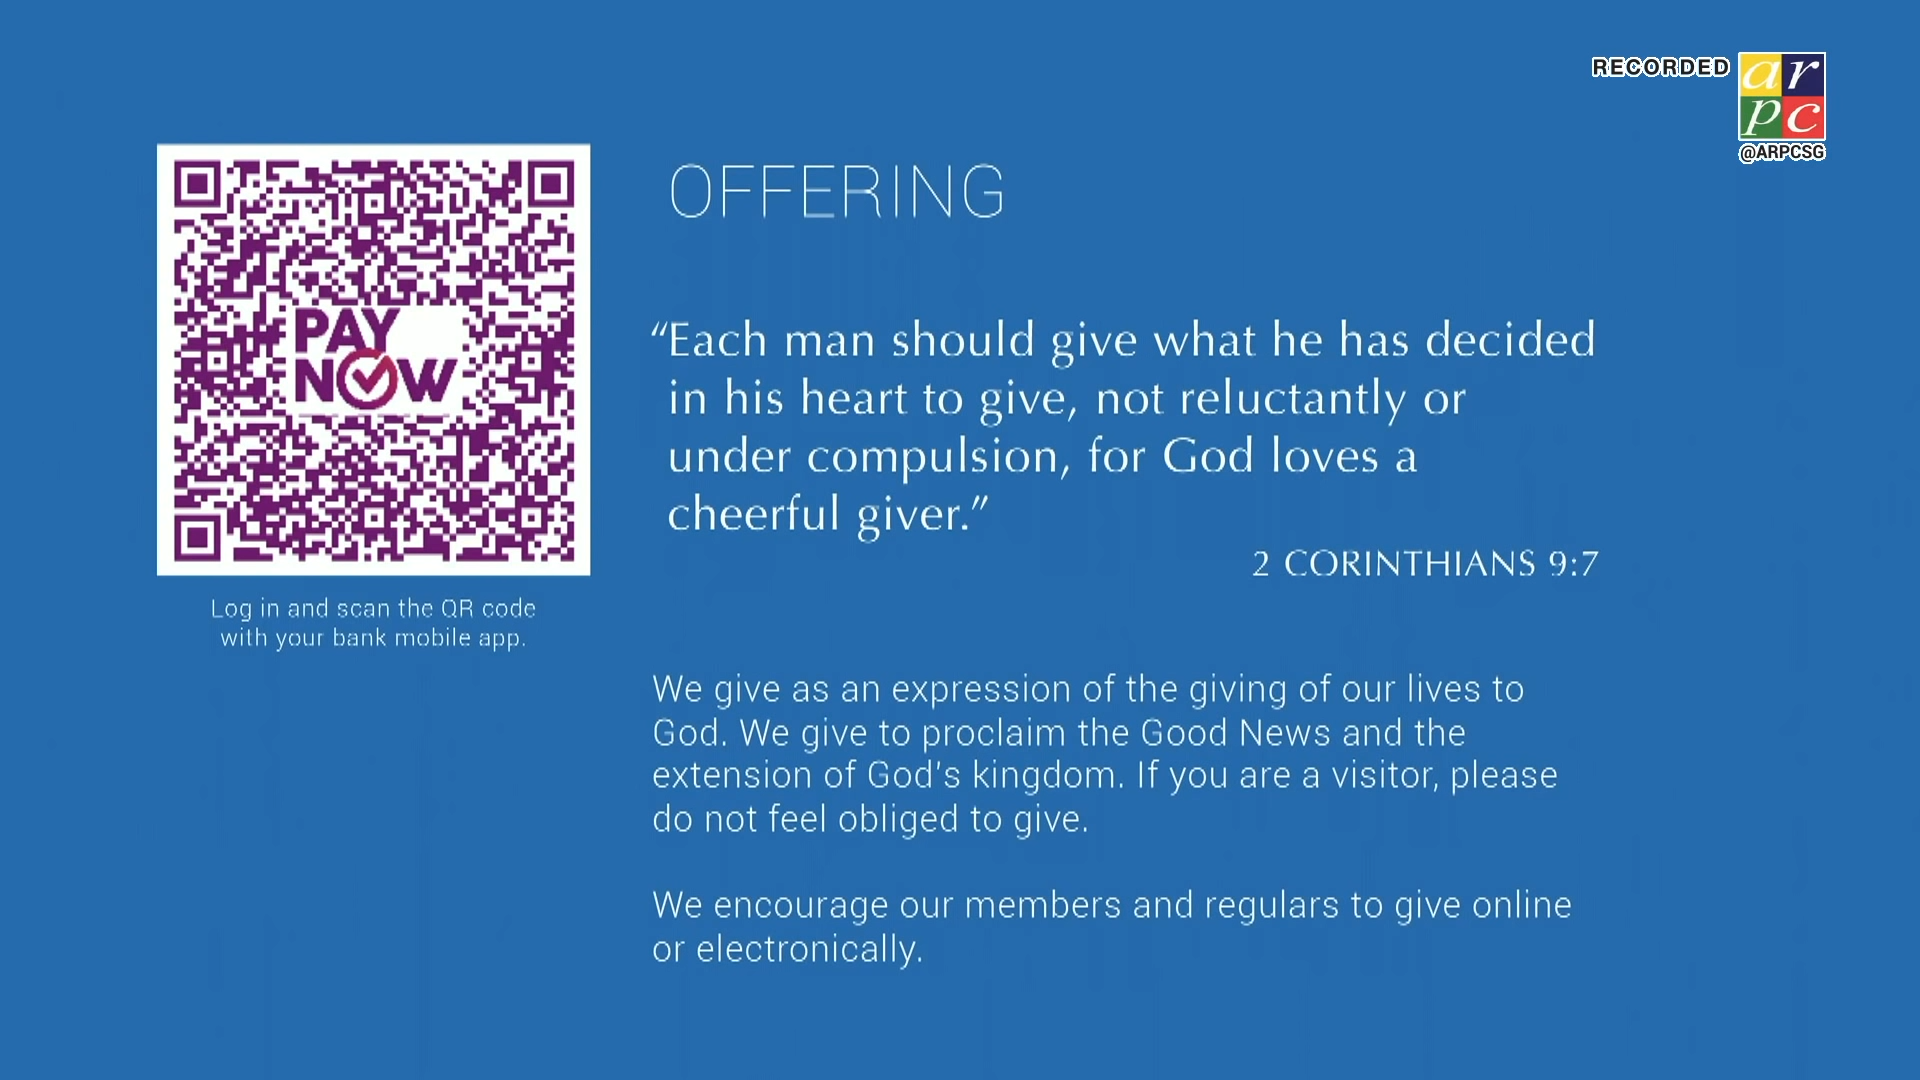 RECORDED
ar
pc
@ARPCSG
OFFERING
PAY
NOW
Log in and scan the QR code
with your bank mobile app.
“Each man should give what he has decided
in his heart to give, not reluctantly or
under compulsion, for God loves a
cheerful giver.”
2 CORINTHIANS 9:7
We give as an expression of the giving of our lives to
God. We give to proclaim the Good News and the
extension of God's kingdom. If you are a visitor, please
do not feel obliged to give.
We encourage our members and regulars to give online
or electronically.